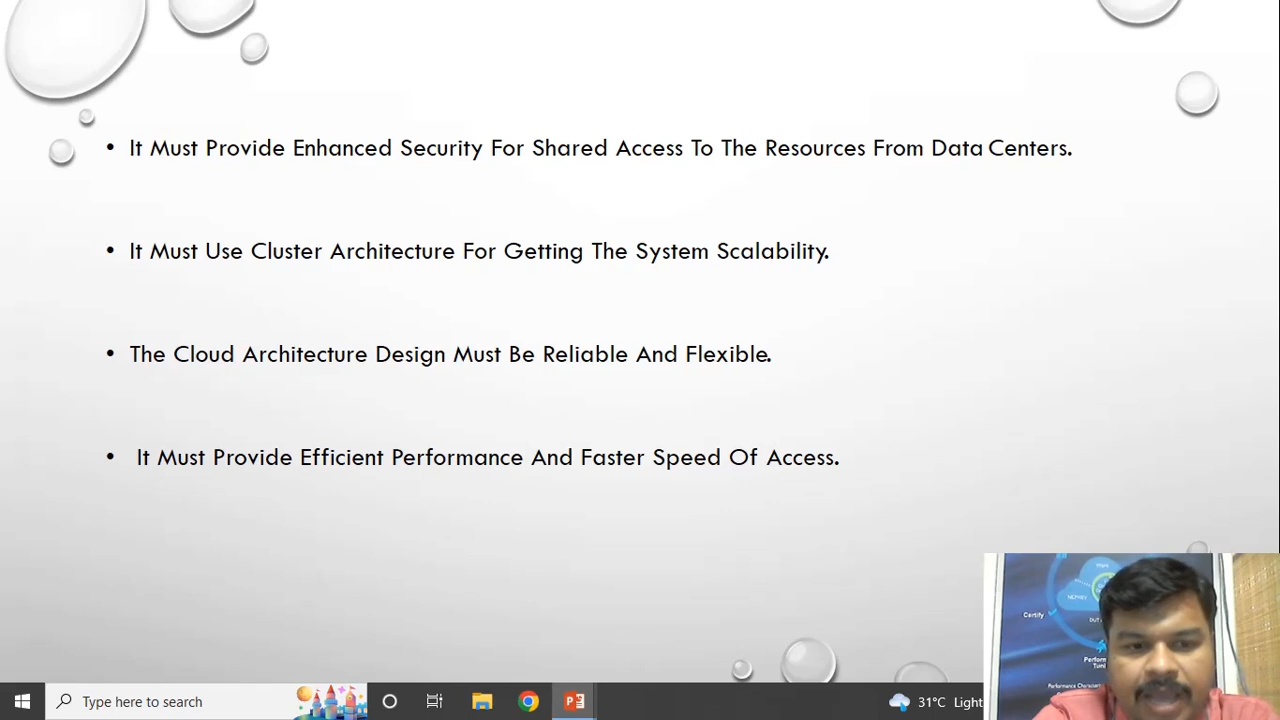 • It Must Provide Enhanced Security For Shared Access To The Resources From Data Centers.
• It Must Use Cluster Architecture For Getting The System Scalability.
• The Cloud Architecture Design Must Be Reliable And Flexible.
• It Must Provide Efficient Performance And Faster Speed Of Access.
Certify
Type here to search
31°C Light